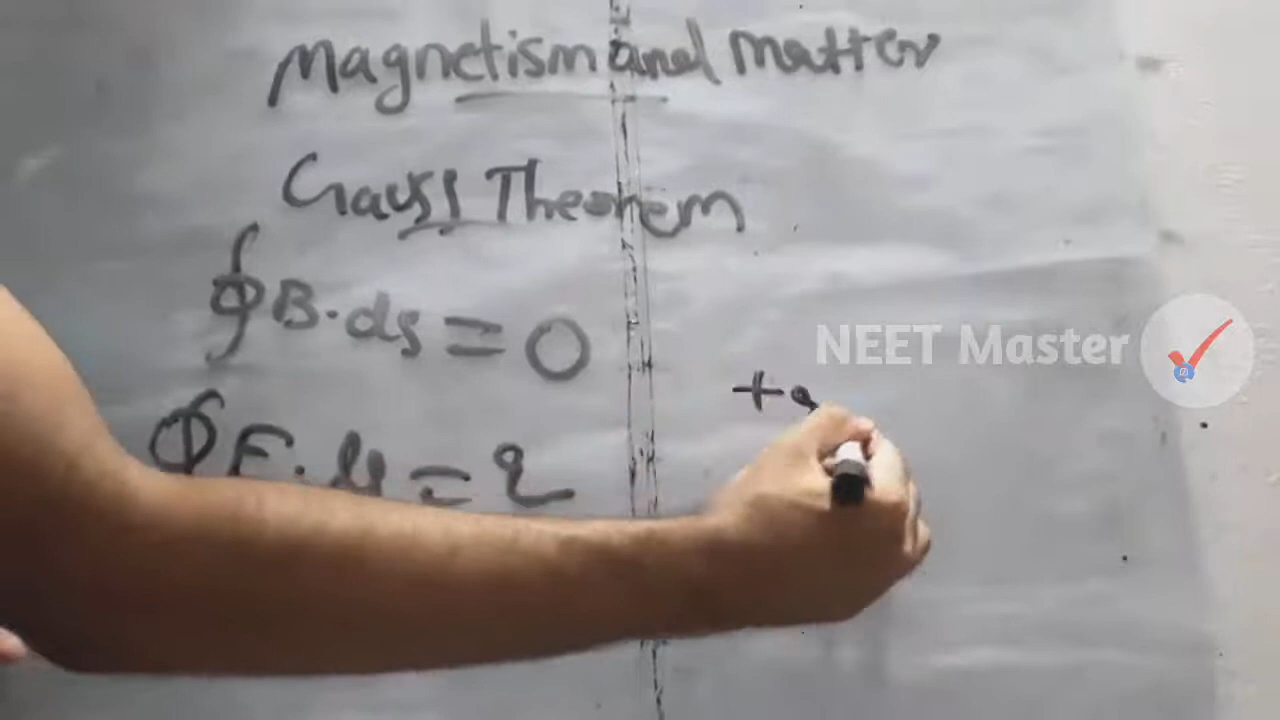 Magnetism and Matter
Gauss Theorem
∮B.ds = 0
∮E.ds = q
+q
NEET Master